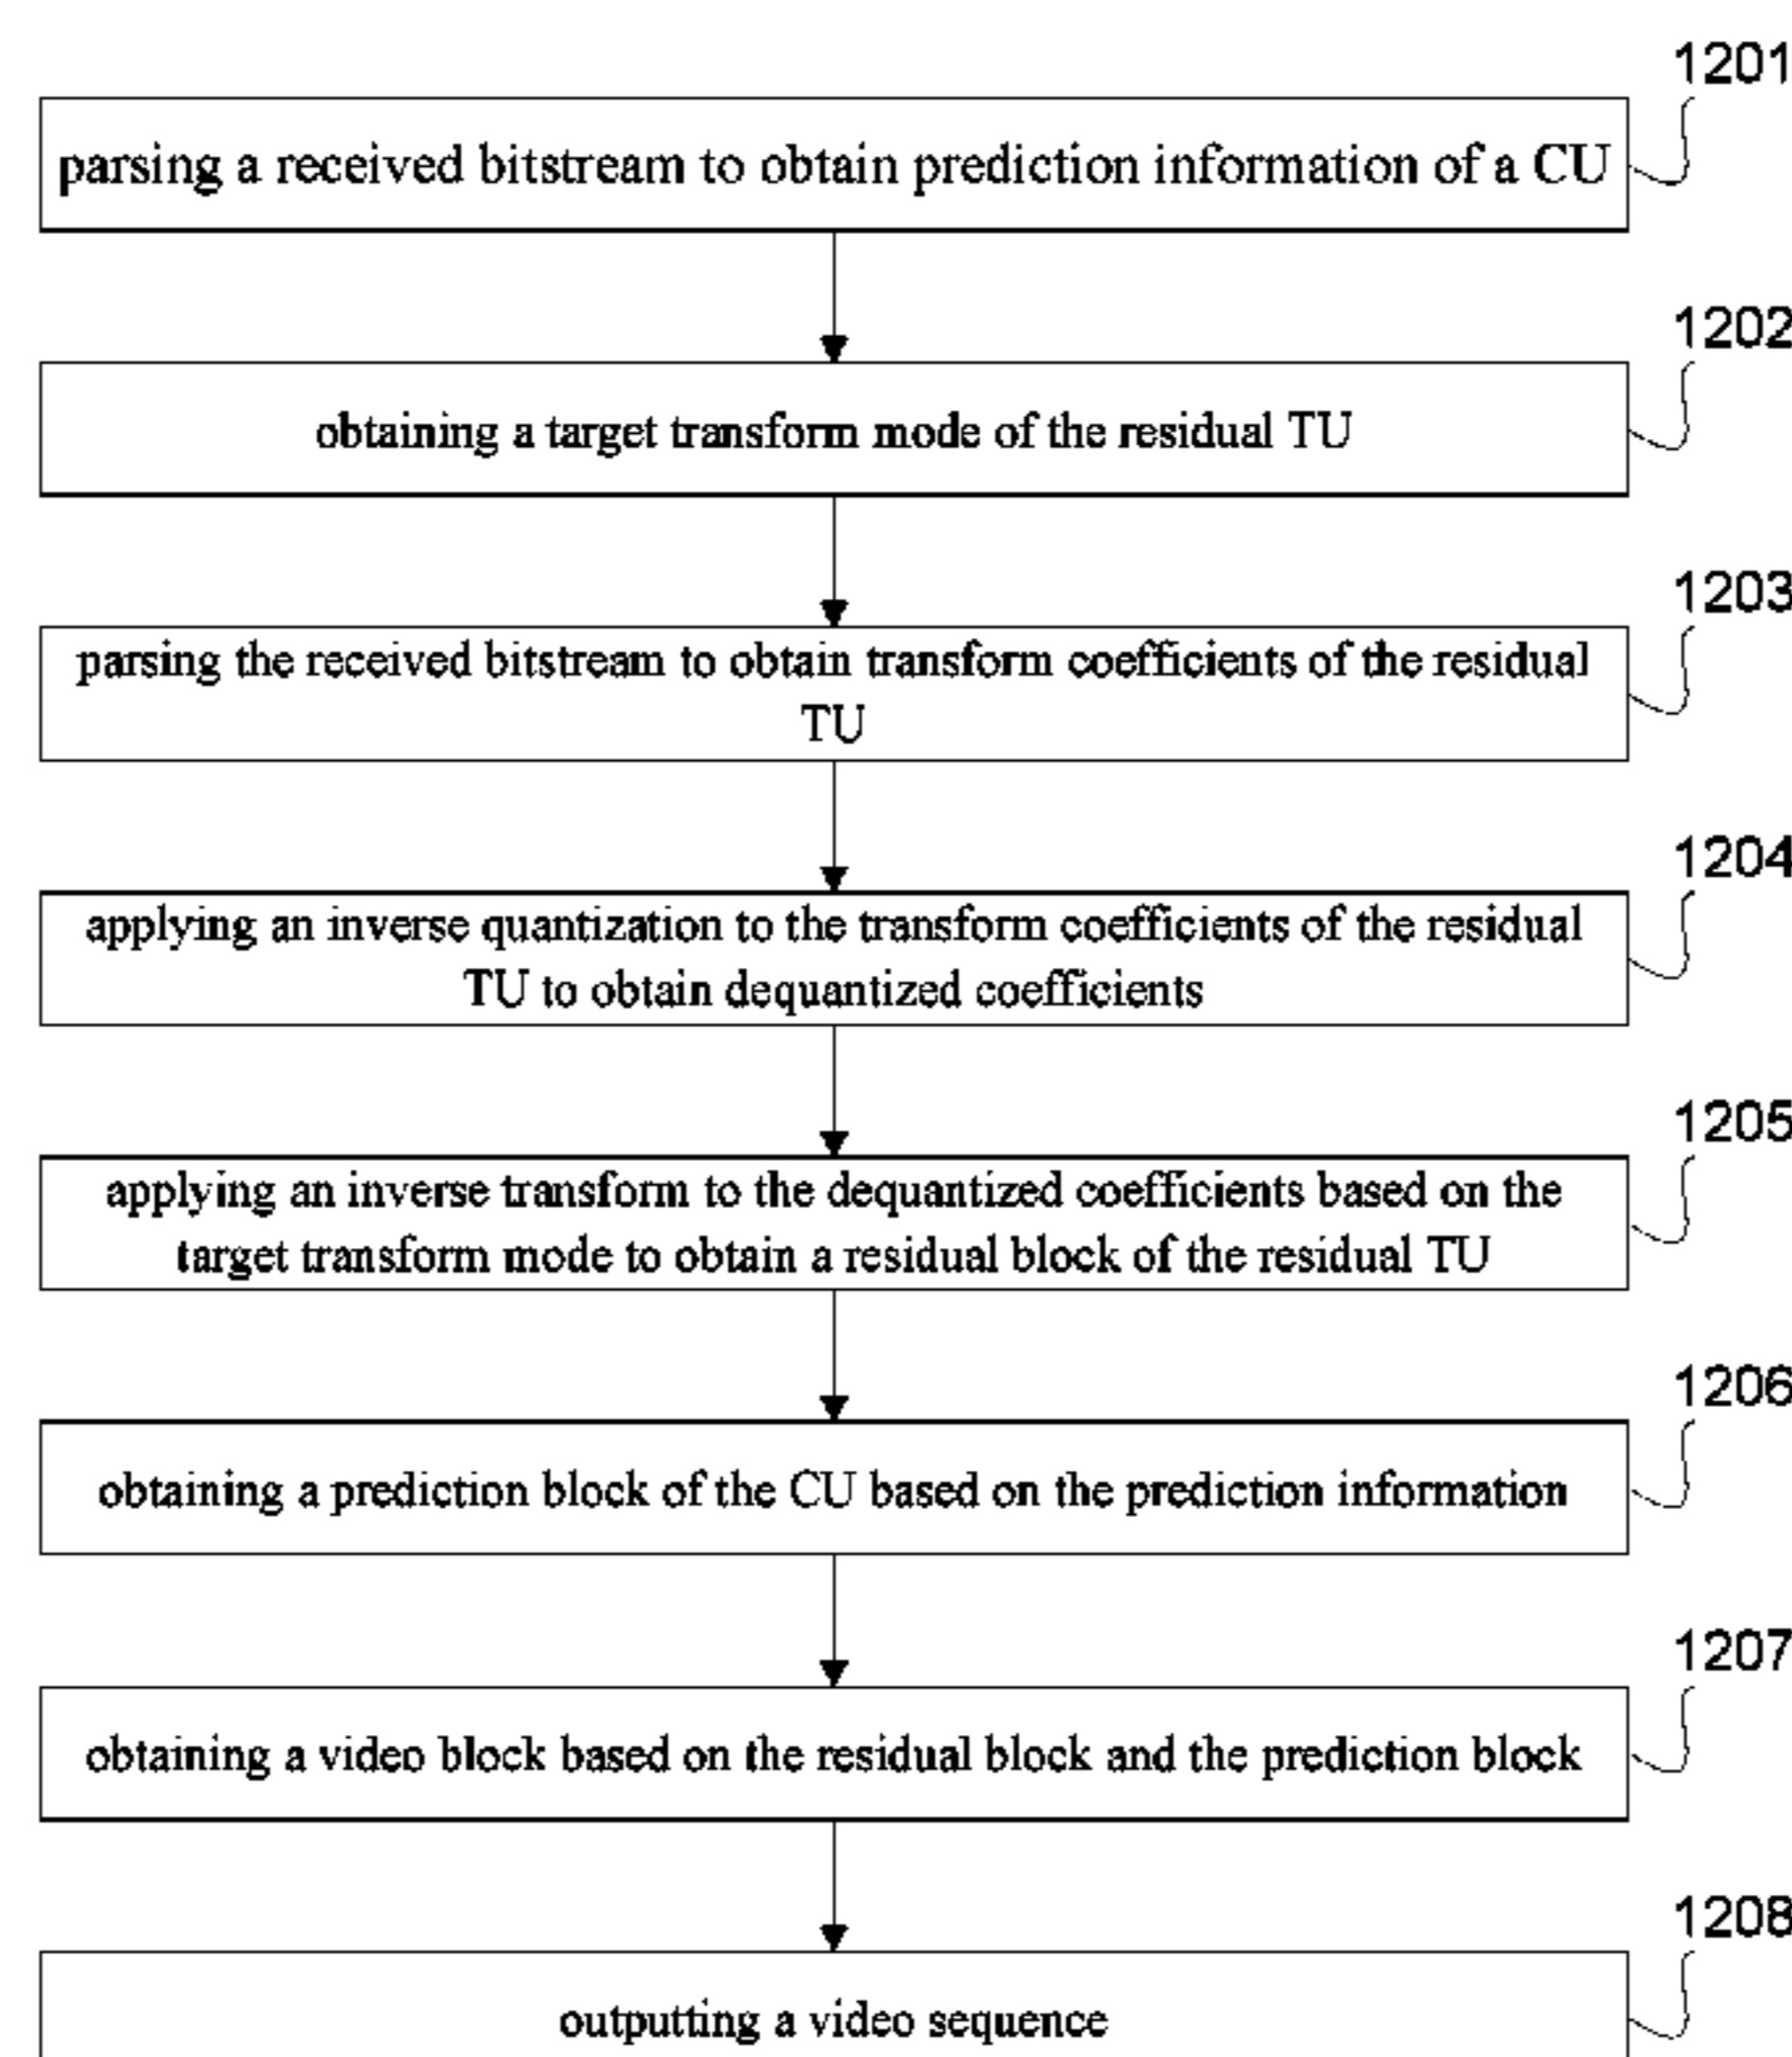 1201
parsing a received bitstream to obtain prediction information of a CU
1202
obtaining a target transform mode of the residual TU
1203
parsing the received bitstream to obtain transform coefficients of the residual
TU
1204
applying an inverse quantization to the transform coefficients of the residual
TU to obtain dequantized coefficients
1205
applying an inverse transform to the dequantized coefficients based on the
target transform mode to obtain a residual block of the residual TU
1206
obtaining a prediction block of the CU based on the prediction information
1207
obtaining a video block based on the residual block and the prediction block
1208
outputting a video sequence